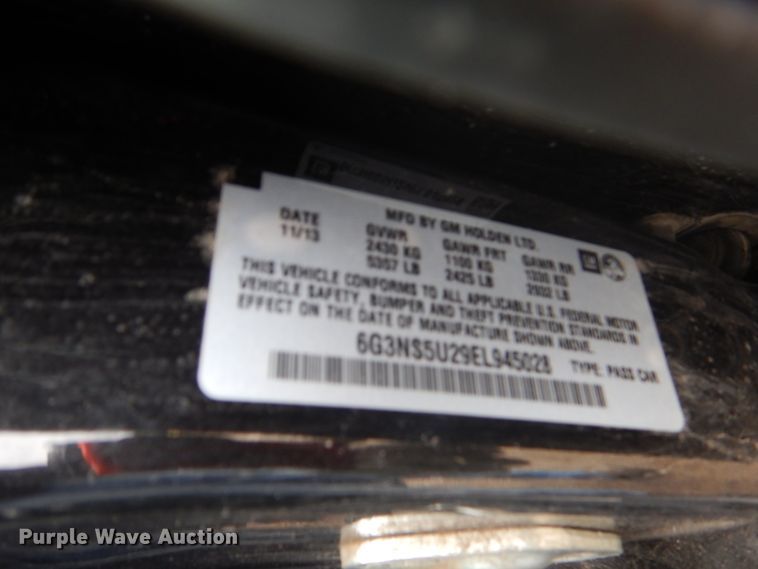 MFD BY GM HOLDEN LTD.
DATE GVWR GAWR FRT GAWR RR
11/13 2430 KG 1100 KG 1330 KG
5357 LB 2425 LB 2932 LB
THIS VEHICLE CONFORMS TO ALL APPLICABLE U.S. FEDERAL MOTOR
VEHICLE SAFETY, BUMPER AND THEFT PREVENTION STANDARDS IN
EFFECT ON THE DATE OF MANUFACTURE SHOWN ABOVE.
6G3NS5U29EL945028 TYPE: PASS CAR
GM
Purple Wave Auction